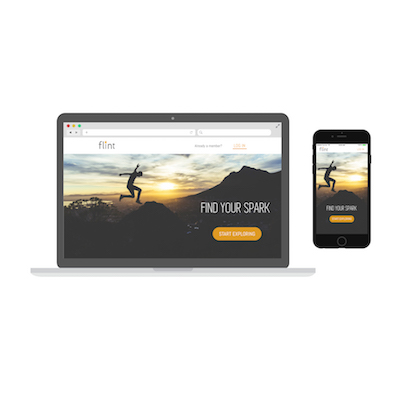 flint
Already a member?
LOG IN
FIND YOUR SPARK
START EXPLORING
flint
FIND YOUR SPARK
START EXPLORING